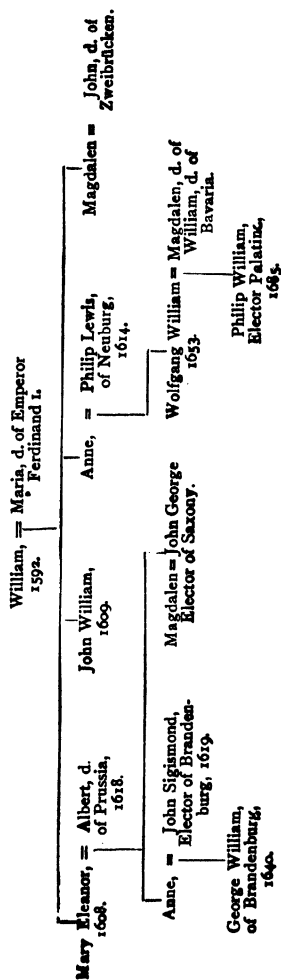 William, = Maria, d. of Emperor
1592. Ferdinand I.
Mary Eleanor, = Albert, d.
1608. of Prussia,
1618.
John William,
1609.
Anne, = Philip Lewis,
of Neuburg,
1614.
Magdalen = John, d. of
Zweibrücken.
Anne, = John Sigismond,
Elector of Branden-
burg, 1619.
Magdalen = John George
Elector of Saxony.
Wolfgang William = Magdalen, d. of
1653. William, d. of
Bavaria.
George William,
of Brandenburg,
1640.
Philip William,
Elector Palatine,
1685.